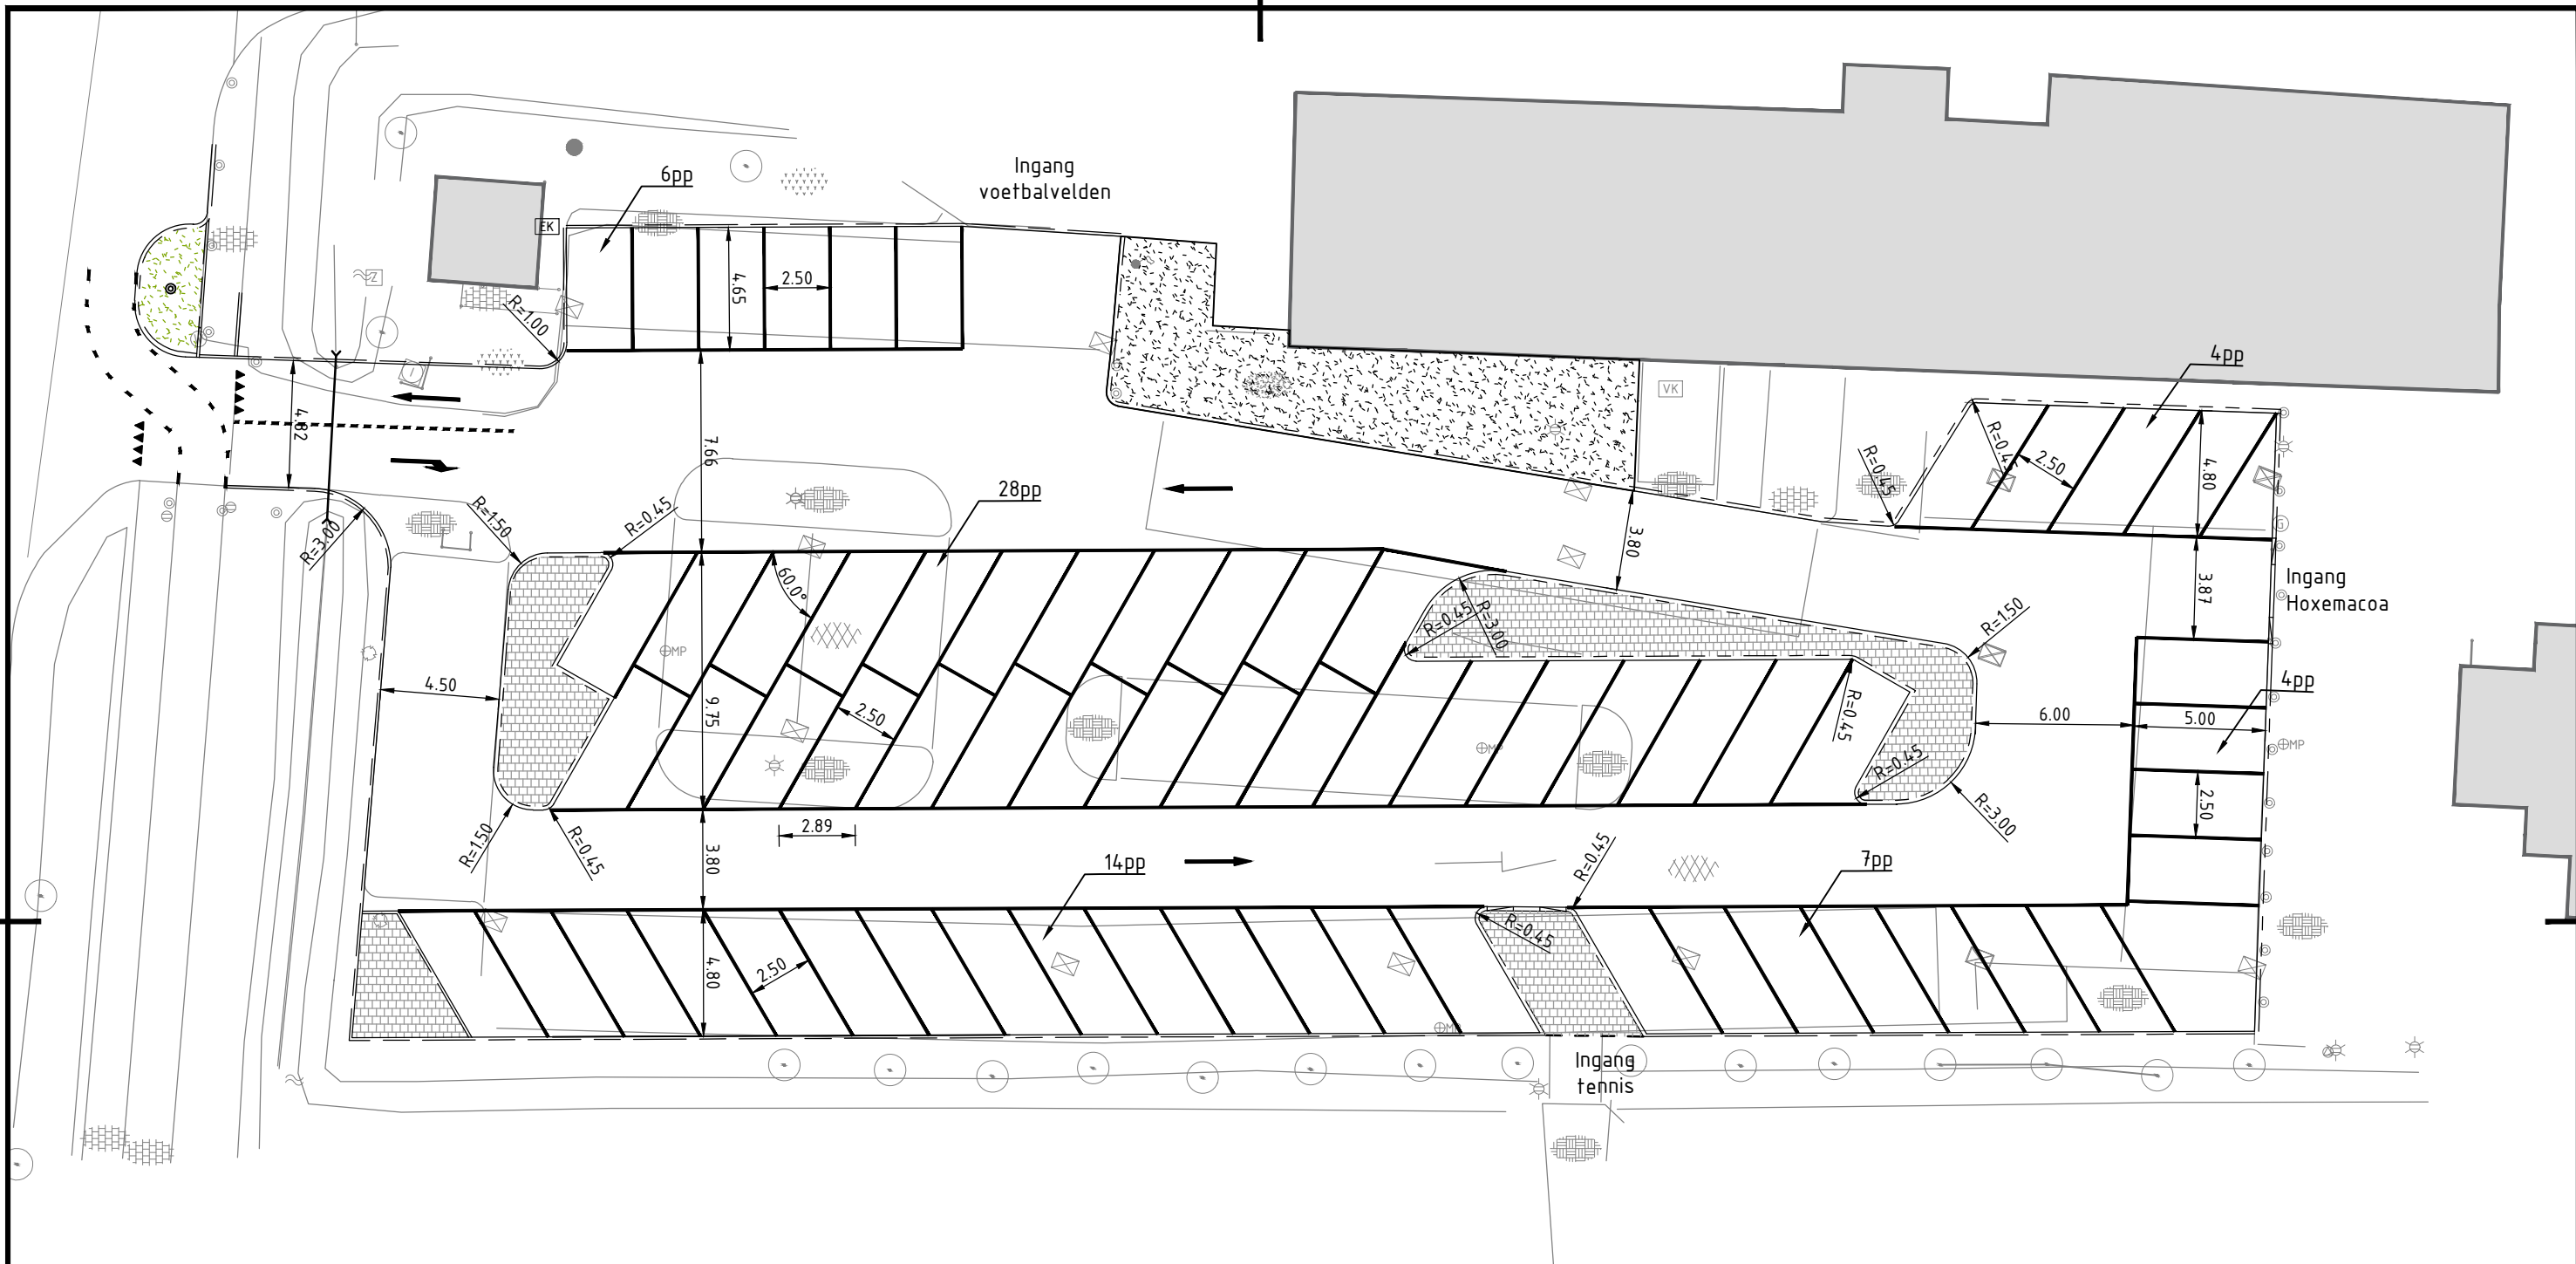 Ingang
voetbalvelden
6pp
EK
4.65
2.50
Z
R=1.00
4.82
7.66
VK
4pp
R=0.45
2.50
4.80
R=0.45
R=3.00
R=1.50
R=0.45
28pp
60.0°
3.80
3.87
Ingang
Hoxemacoa
G
R=1.50
R=0.45
R=3.00
MP
4.50
9.75
2.50
MP
R=0.45
R=0.45
6.00
5.00
4pp
MP
2.50
R=3.00
R=1.50
R=0.45
2.89
3.80
14pp
R=0.45
7pp
4.80
2.50
R=0.45
MP
Ingang
tennis